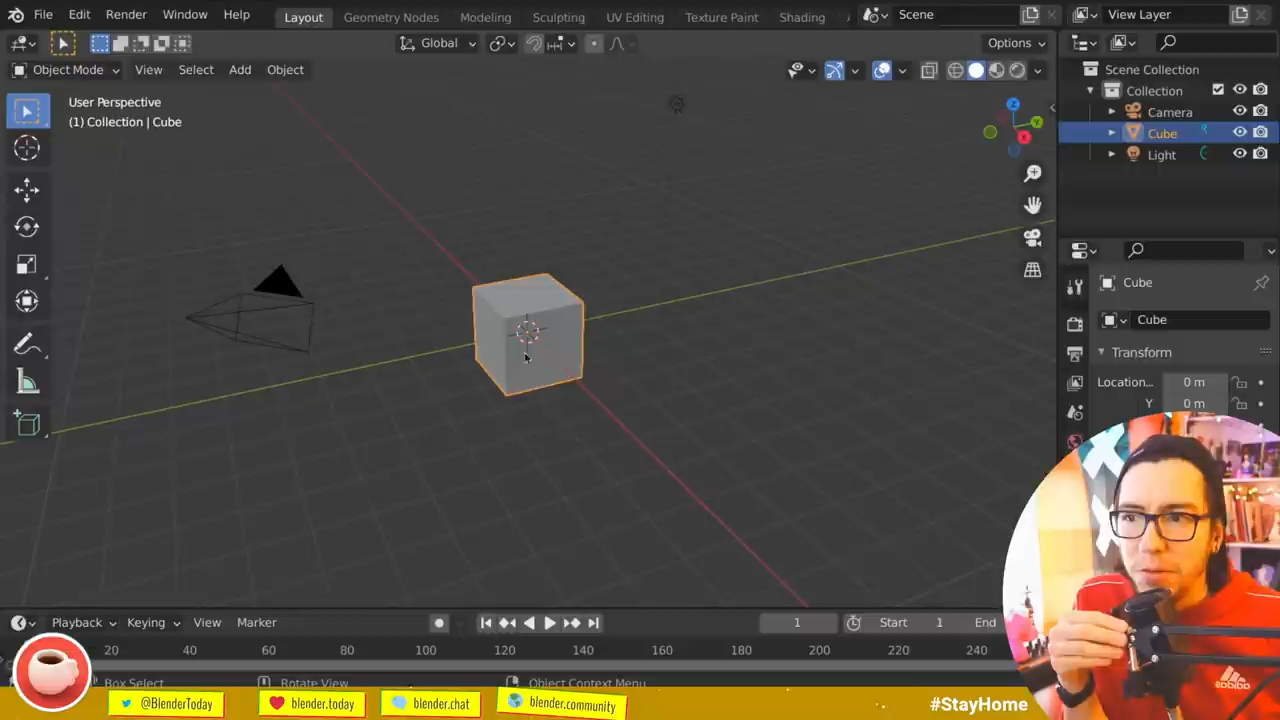 File Edit Render Window Help Layout Geometry Nodes Modeling Sculpting UV Editing Texture Paint Shading Scene View Layer
Global Options
Object Mode View Select Add Object
User Perspective
(1) Collection | Cube
Z
Y
X
Scene Collection
Collection
Camera
Cube
Light
Cube
Cube
Transform
Location... 0 m
Y 0 m
Playback Keying View Marker 1 Start 1 End
20 40 60 80 100 120 140 160 180 200 220 240
Box Select Rotate View Object Context Menu
@BlenderToday blender.today blender.chat blender.community #StayHome
adidas